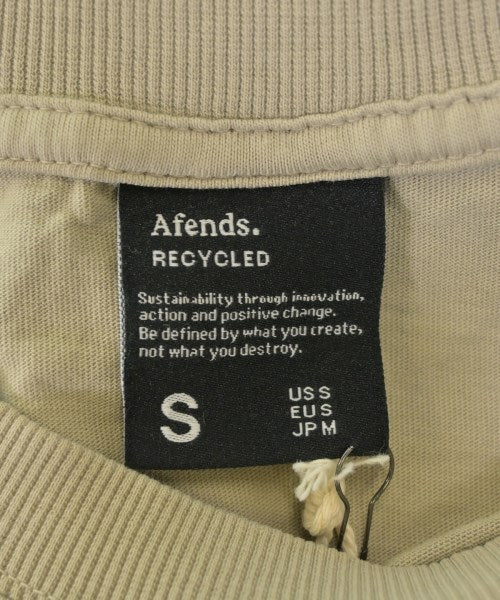 Afends.
RECYCLED
Sustainability through innovation,
action and positive change.
Be defined by what you create,
not what you destroy.
S
US S
EU S
JP M